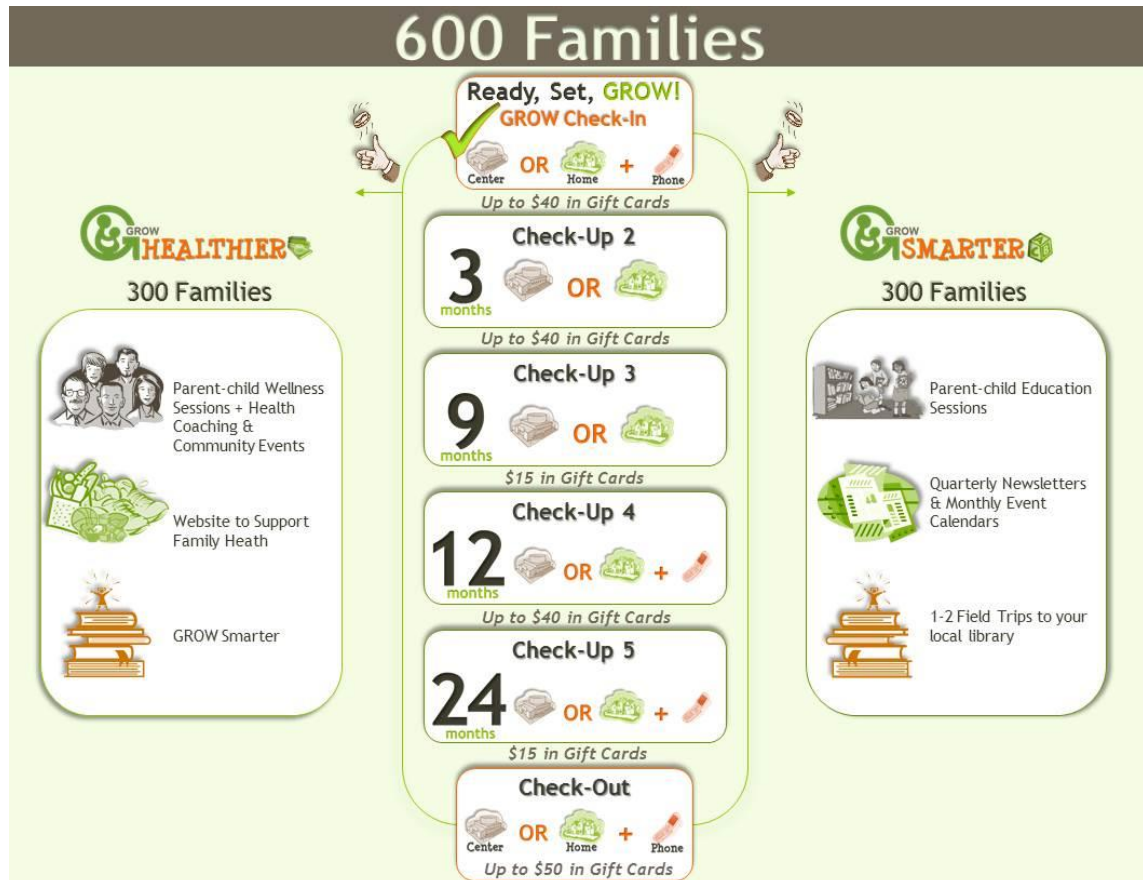 600 Families
Ready, Set, GROW!
GROW Check-In
Center OR Home + Phone
Up to $40 in Gift Cards
GROW
HEALTHIER
300 Families
Parent-child Wellness
Sessions + Health
Coaching &
Community Events
Website to Support
Family Heath
GROW Smarter
Check-Up 2
3
months
OR
Up to $40 in Gift Cards
Check-Up 3
9
months
OR
$15 in Gift Cards
Check-Up 4
12
months
OR +
Up to $40 in Gift Cards
Check-Up 5
24
months
OR +
$15 in Gift Cards
Check-Out
Center OR Home + Phone
Up to $50 in Gift Cards
GROW
SMARTER
300 Families
Parent-child Education
Sessions
Quarterly Newsletters
& Monthly Event
Calendars
1-2 Field Trips to your
local library